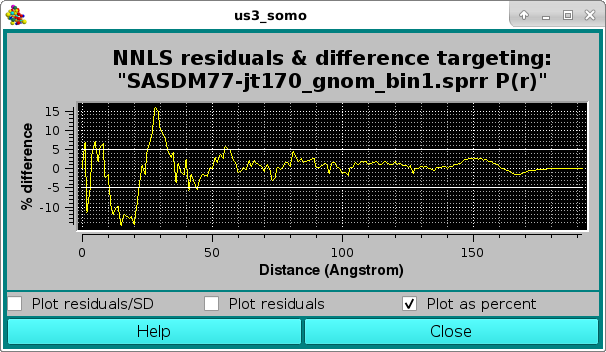 us3_somo
NNLS residuals & difference targeting:
"SASDM77-jt170_gnom_bin1.sprr P(r)"
% difference
15
10
5
0
-5
-10
0 50 100 150
Distance (Angstrom)
Plot residuals/SD Plot residuals Plot as percent
Help Close